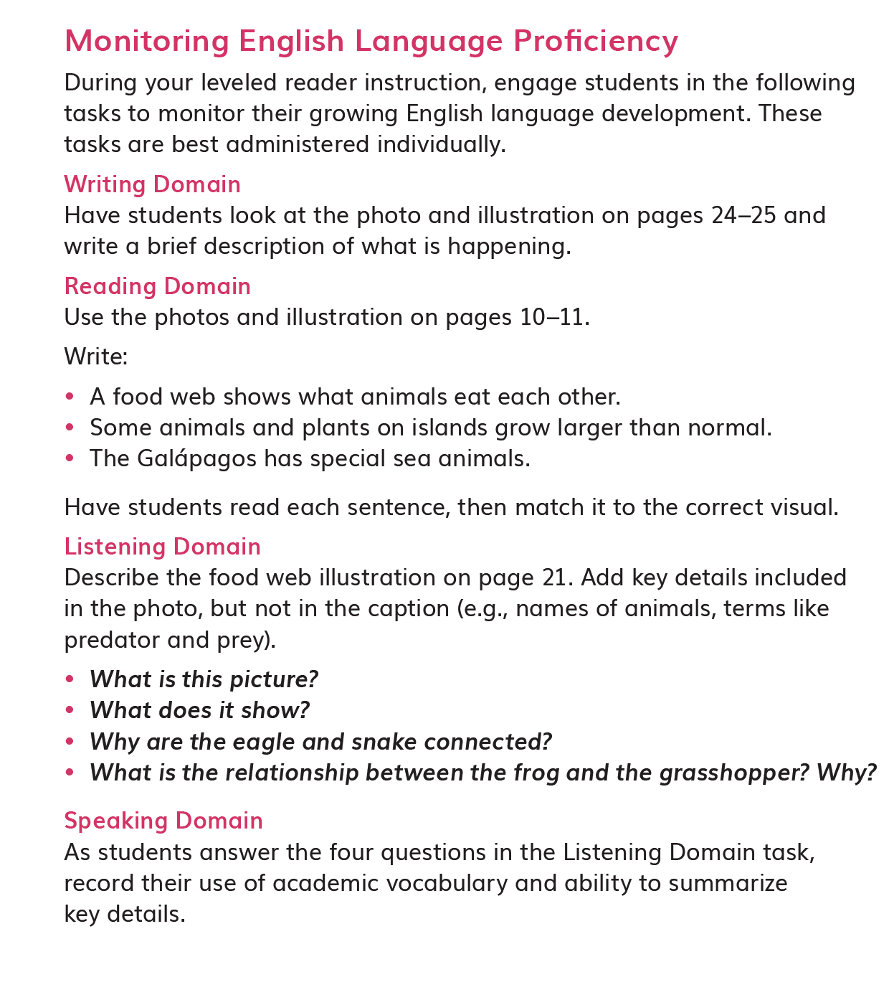 Monitoring English Language Proficiency
During your leveled reader instruction, engage students in the following
tasks to monitor their growing English language development. These
tasks are best administered individually.
Writing Domain
Have students look at the photo and illustration on pages 24–25 and
write a brief description of what is happening.
Reading Domain
Use the photos and illustration on pages 10–11.
Write:
• A food web shows what animals eat each other.
• Some animals and plants on islands grow larger than normal.
• The Galápagos has special sea animals.
Have students read each sentence, then match it to the correct visual.
Listening Domain
Describe the food web illustration on page 21. Add key details included
in the photo, but not in the caption (e.g., names of animals, terms like
predator and prey).
• What is this picture?
• What does it show?
• Why are the eagle and snake connected?
• What is the relationship between the frog and the grasshopper? Why?
Speaking Domain
As students answer the four questions in the Listening Domain task,
record their use of academic vocabulary and ability to summarize
key details.